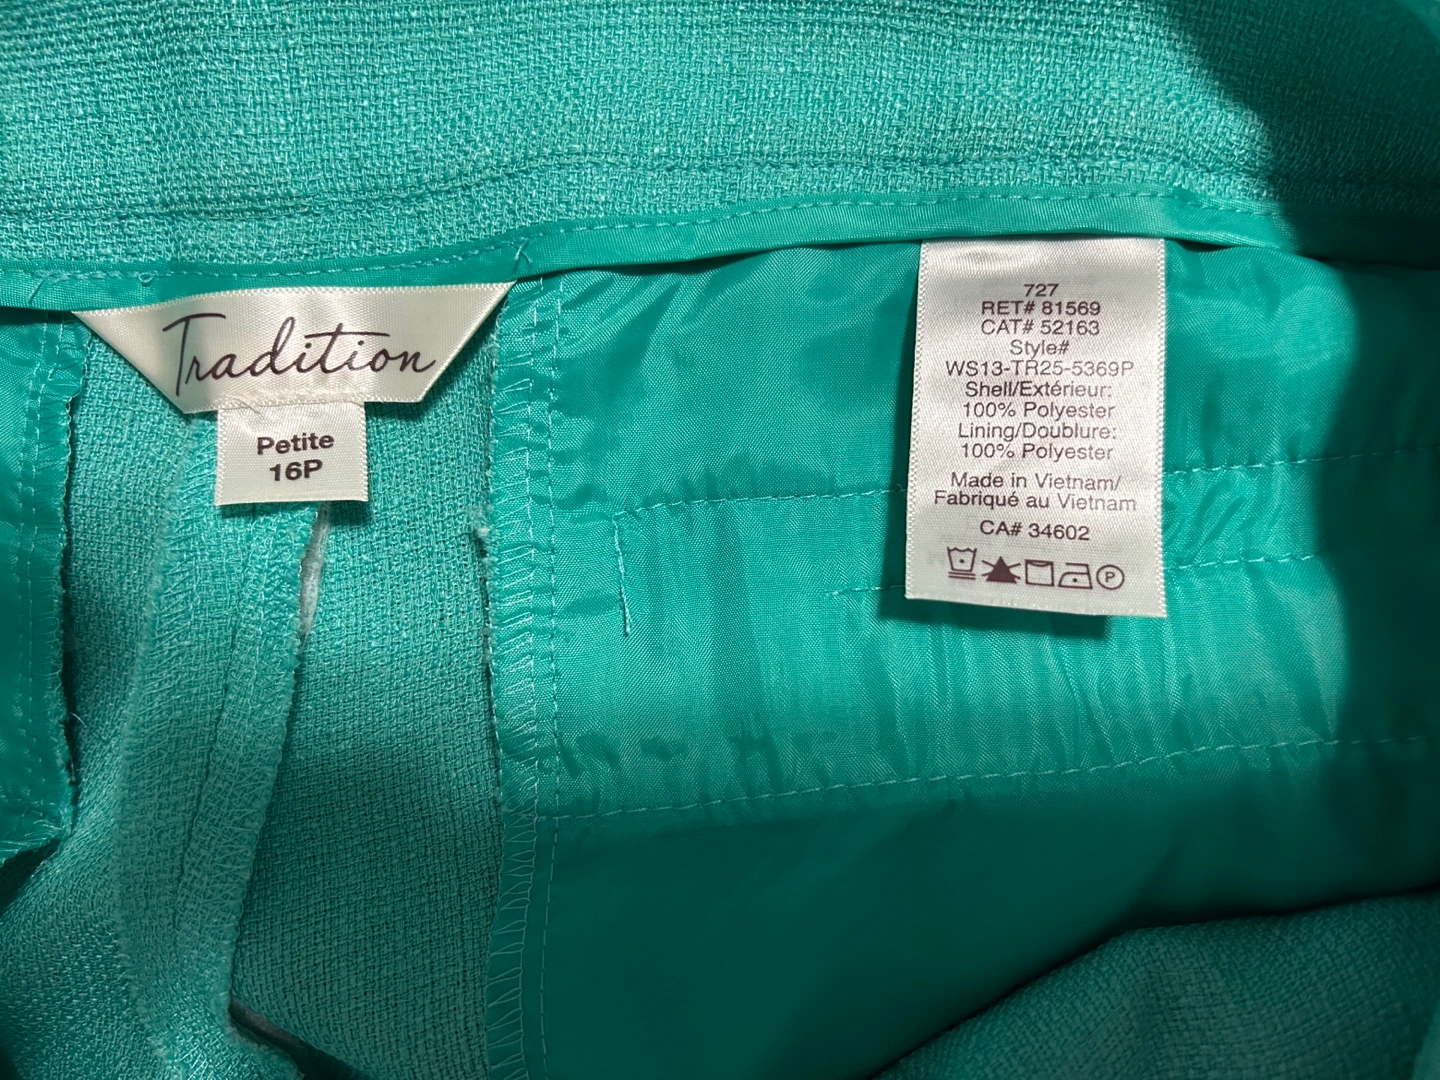 Tradition
Petite
16P
727
RET# 81569
CAT# 52163
Style#
WS13-TR25-5369P
Shell/Extérieur:
100% Polyester
Lining/Doublure:
100% Polyester
Made in Vietnam/
Fabriqué au Vietnam
CA# 34602
P